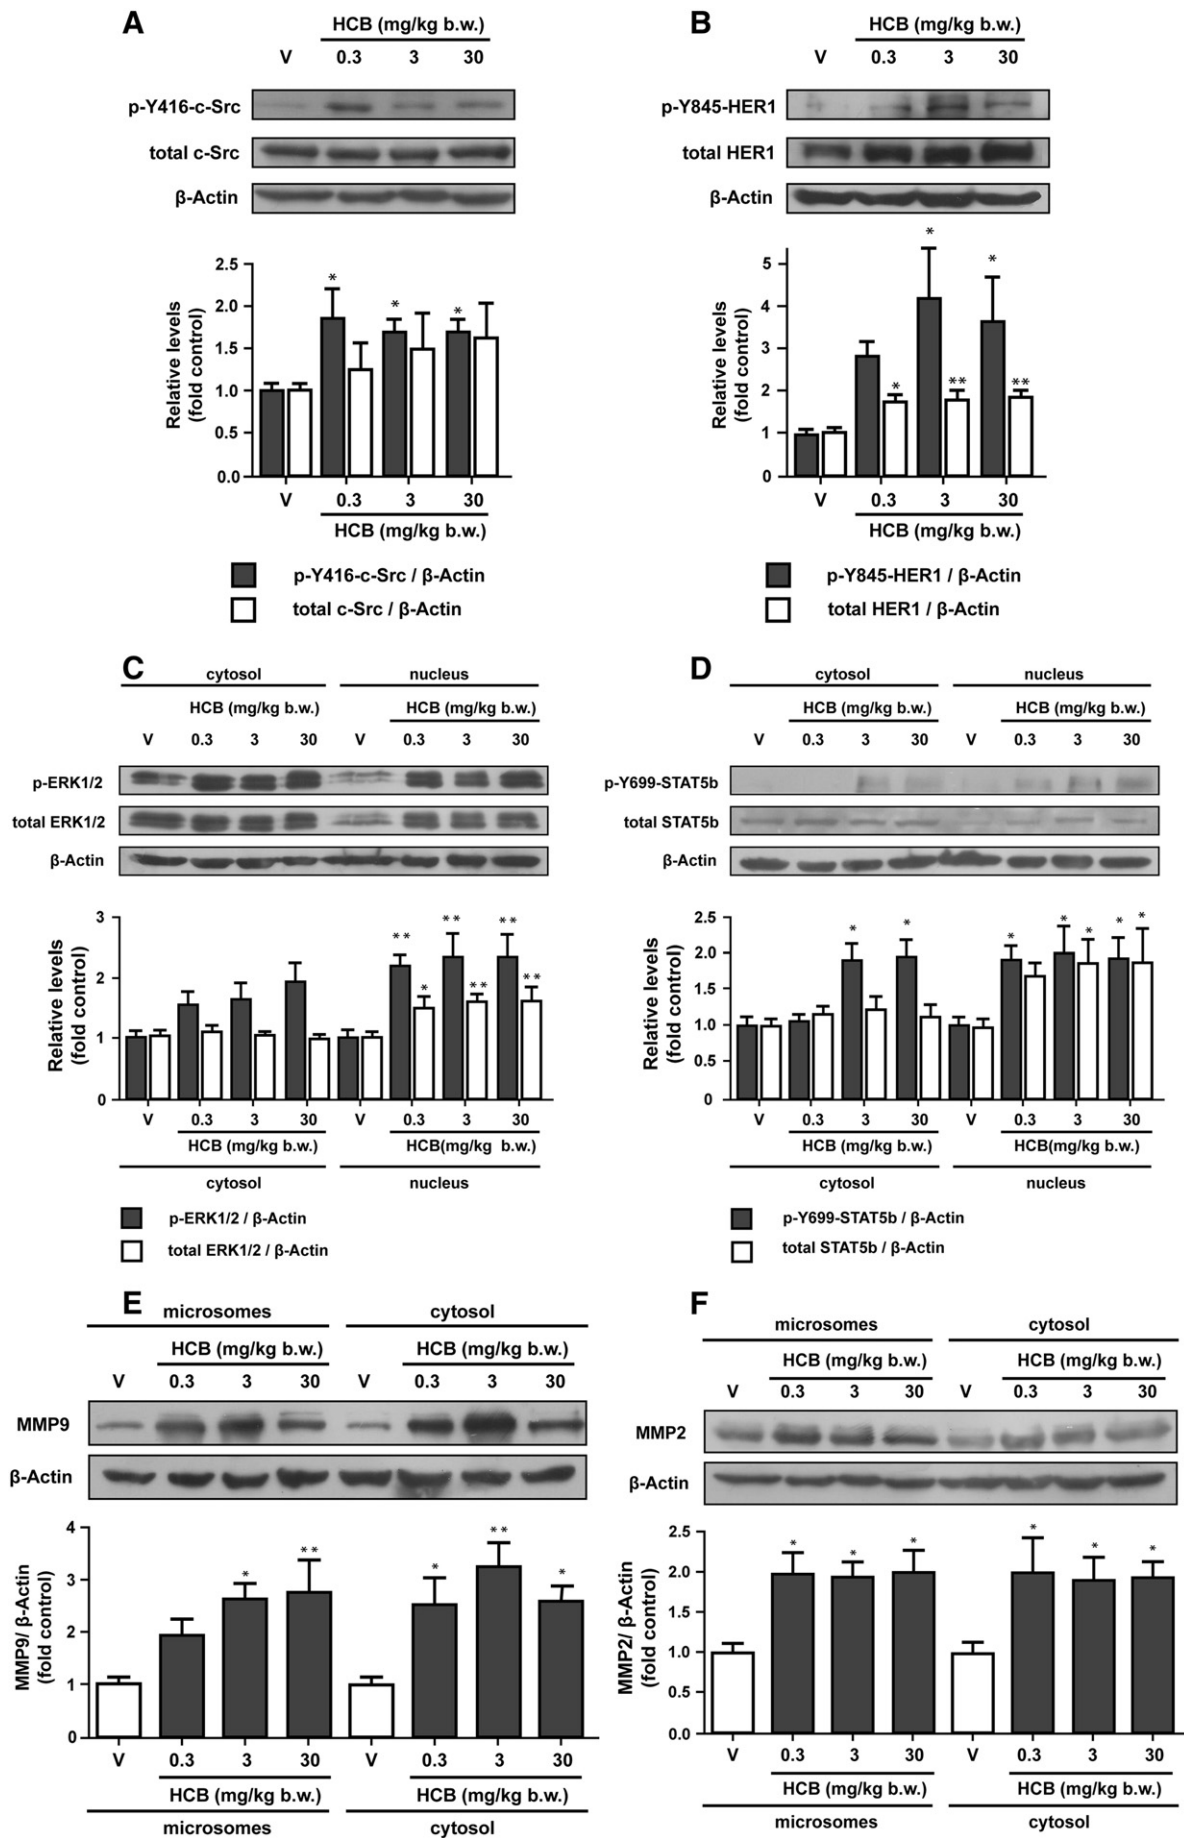 A
HCB (mg/kg b.w.)
V 0.3 3 30
p-Y416-c-Src
total c-Src
β-Actin
Relative levels
(fold control)
2.5
2.0
1.5
1.0
0.5
0.0
* * *
V 0.3 3 30
HCB (mg/kg b.w.)
p-Y416-c-Src / β-Actin
total c-Src / β-Actin
B
HCB (mg/kg b.w.)
V 0.3 3 30
p-Y845-HER1
total HER1
β-Actin
Relative levels
(fold control)
5
4
3
2
1
0
* * ** * **
V 0.3 3 30
HCB (mg/kg b.w.)
p-Y845-HER1 / β-Actin
total HER1 / β-Actin
C
cytosol nucleus
HCB (mg/kg b.w.) HCB (mg/kg b.w.)
V 0.3 3 30 V 0.3 3 30
p-ERK1/2
total ERK1/2
β-Actin
Relative levels
(fold control)
3
2
1
0
** * ** ** ** **
V 0.3 3 30 V 0.3 3 30
HCB (mg/kg b.w.) HCB(mg/kg b.w.)
cytosol nucleus
p-ERK1/2 / β-Actin
total ERK1/2 / β-Actin
D
cytosol nucleus
HCB (mg/kg b.w.) HCB (mg/kg b.w.)
V 0.3 3 30 V 0.3 3 30
p-Y699-STAT5b
total STAT5b
β-Actin
Relative levels
(fold control)
2.5
2.0
1.5
1.0
0.5
0
* * * * * * *
V 0.3 3 30 V 0.3 3 30
HCB (mg/kg b.w.) HCB(mg/kg b.w.)
cytosol nucleus
p-Y699-STAT5b / β-Actin
total STAT5b / β-Actin
E
microsomes cytosol
HCB (mg/kg b.w.) HCB (mg/kg b.w.)
V 0.3 3 30 V 0.3 3 30
MMP9
β-Actin
MMP9/ β-Actin
(fold control)
4
3
2
1
0
* ** * ** *
V 0.3 3 30 V 0.3 3 30
HCB (mg/kg b.w.) HCB (mg/kg b.w.)
microsomes cytosol
F
microsomes cytosol
HCB (mg/kg b.w.) HCB (mg/kg b.w.)
V 0.3 3 30 V 0.3 3 30
MMP2
β-Actin
MMP2/ β-Actin
(fold control)
2.5
2.0
1.5
1.0
0.5
0.0
* * * * * *
V 0.3 3 30 V 0.3 3 30
HCB (mg/kg b.w.) HCB (mg/kg b.w.)
microsomes cytosol